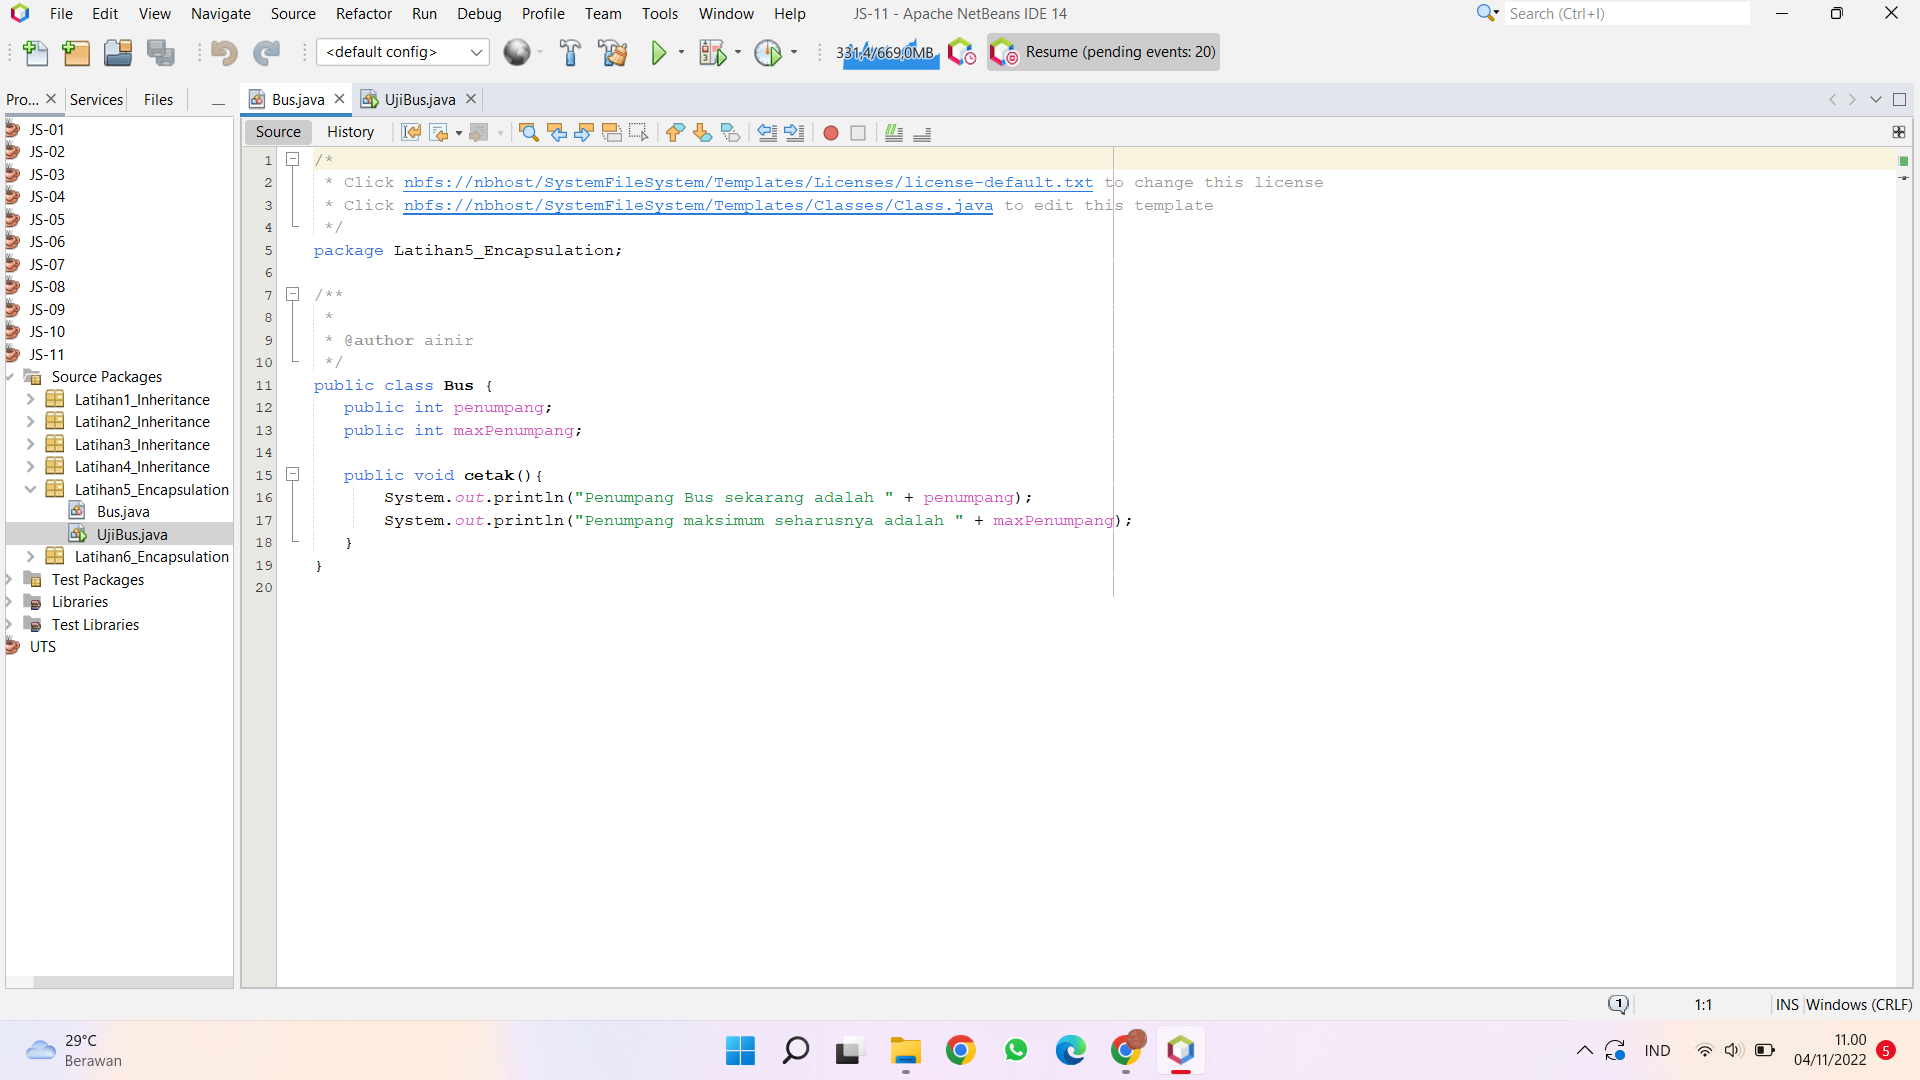 File Edit View Navigate Source Refactor Run Debug Profile Team Tools Window Help JS-11 - Apache NetBeans IDE 14 Search (Ctrl+I)
<default config> 331,4/669,0MB Resume (pending events: 20)
Pro... Services Files Bus.java UjiBus.java
Source History
JS-01
JS-02
JS-03
JS-04
JS-05
JS-06
JS-07
JS-08
JS-09
JS-10
JS-11
Source Packages
Latihan1_Inheritance
Latihan2_Inheritance
Latihan3_Inheritance
Latihan4_Inheritance
Latihan5_Encapsulation
Bus.java
UjiBus.java
Latihan6_Encapsulation
Test Packages
Libraries
Test Libraries
UTS
1 /*
2 * Click nbfs://nbhost/SystemFileSystem/Templates/Licenses/license-default.txt to change this license
3 * Click nbfs://nbhost/SystemFileSystem/Templates/Classes/Class.java to edit this template
4 */
5 package Latihan5_Encapsulation;
6
7 /**
8 *
9 * @author ainir
10 */
11 public class Bus {
12 public int penumpang;
13 public int maxPenumpang;
14
15 public void cetak(){
16 System.out.println("Penumpang Bus sekarang adalah " + penumpang);
17 System.out.println("Penumpang maksimum seharusnya adalah " + maxPenumpang);
18 }
19 }
20
1 1:1 INS Windows (CRLF)
29°C
Berawan
IND
11.00
04/11/2022
5